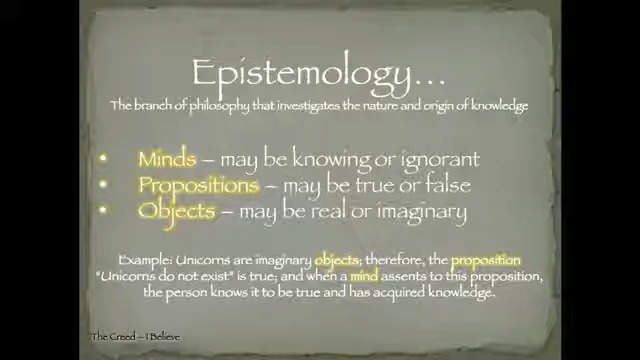 Epistemology…
The branch of philosophy that investigates the nature and origin of knowledge
• Minds – may be knowing or ignorant
• Propositions – may be true or false
• Objects – may be real or imaginary
Example: Unicorns are imaginary objects; therefore, the proposition
"Unicorns do not exist" is true; and when a mind assents to this proposition,
the person knows it to be true and has acquired knowledge.
The Creed – I Believe